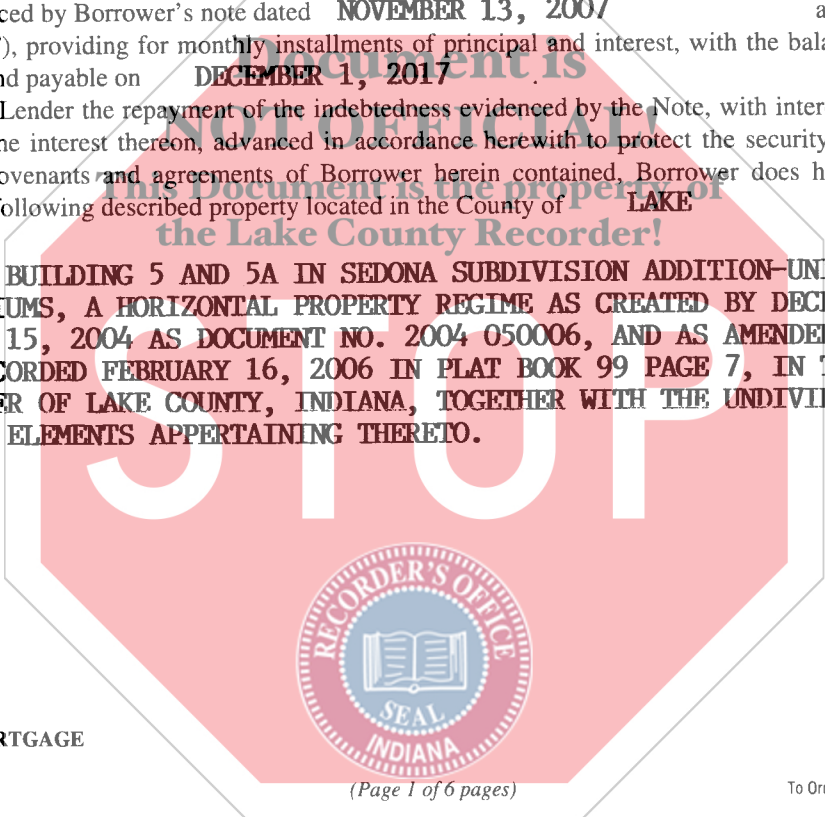 ced by Borrower's note dated NOVEMBER 13, 2007 a
), providing for monthly installments of principal and interest, with the bala
nd payable on DECEMBER 1, 2017 .
Lender the repayment of the indebtedness evidenced by the Note, with inter
ne interest thereon, advanced in accordance herewith to protect the security
ovenants and agreements of Borrower herein contained, Borrower does h
ollowing described property located in the County of LAKE
Document is
NOT OFFICIAL!
This Document is the property of
the Lake County Recorder!
BUILDING 5 AND 5A IN SEDONA SUBDIVISION ADDITION-UNI
UMS, A HORIZONTAL PROPERTY REGIME AS CREATED BY DECL
15, 2004 AS DOCUMENT NO. 2004 050006, AND AS AMENDE
CORDED FEBRUARY 16, 2006 IN PLAT BOOK 99 PAGE 7, IN T
ER OF LAKE COUNTY, INDIANA, TOGETHER WITH THE UNDIVI
ELEMENTS APPERTAINING THERETO.
STOP
RECORDER'S OFFICE
SEAL
INDIANA
RTGAGE
(Page 1 of 6 pages)
To Or